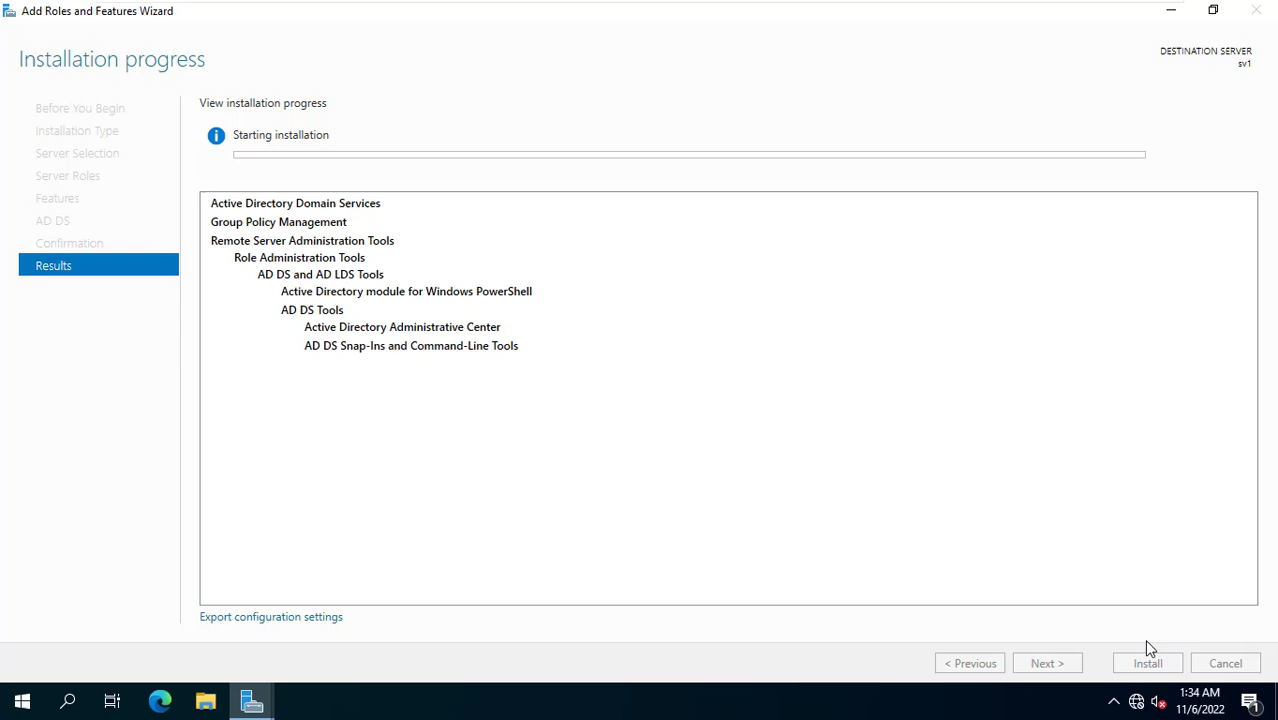 Add Roles and Features Wizard
Installation progress
DESTINATION SERVER
sv1
Before You Begin
Installation Type
Server Selection
Server Roles
Features
AD DS
Confirmation
Results
View installation progress
Starting installation
Active Directory Domain Services
Group Policy Management
Remote Server Administration Tools
Role Administration Tools
AD DS and AD LDS Tools
Active Directory module for Windows PowerShell
AD DS Tools
Active Directory Administrative Center
AD DS Snap-Ins and Command-Line Tools
Export configuration settings
< Previous
Next >
Install
Cancel
1:34 AM
11/6/2022
1